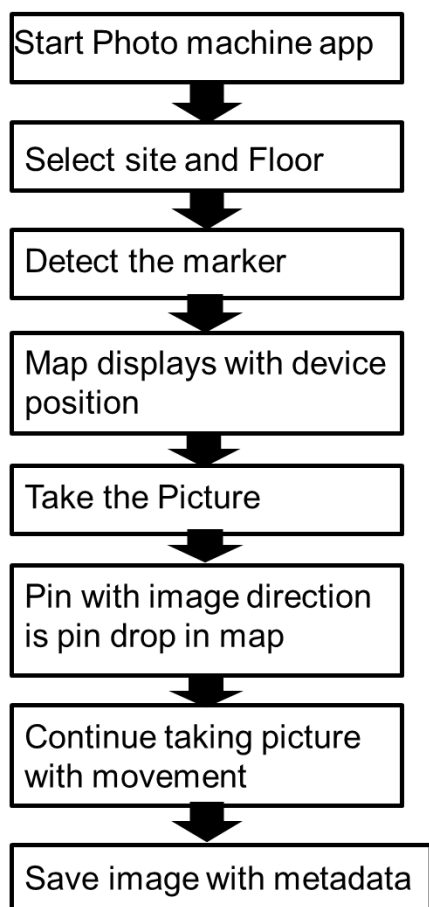 Start Photo machine app
Select site and Floor
Detect the marker
Map displays with device
position
Take the Picture
Pin with image direction
is pin drop in map
Continue taking picture
with movement
Save image with metadata